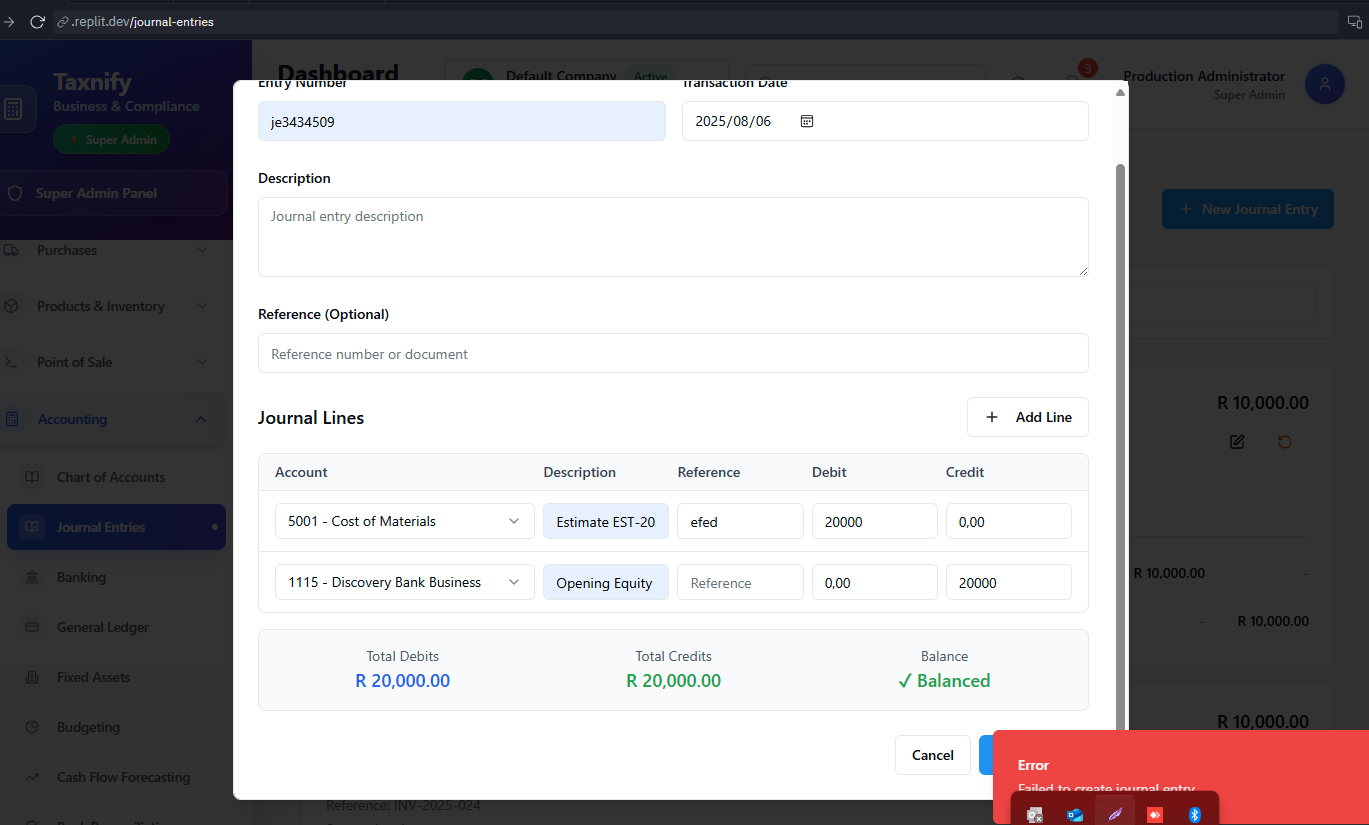 .replit.dev/journal-entries
Taxnify
Business & Compliance
Super Admin
Super Admin Panel
Purchases
Products & Inventory
Point of Sale
Accounting
Chart of Accounts
Journal Entries
Banking
General Ledger
Fixed Assets
Budgeting
Cash Flow Forecasting
Dashboard
Default Company
Active
3
Production Administrator
Super Admin
New Journal Entry
Entry Number
Transaction Date
je3434509
2025/08/06
Description
Journal entry description
Reference (Optional)
Reference number or document
Journal Lines
Add Line
Account Description Reference Debit Credit
5001 - Cost of Materials Estimate EST-20 efed 20000 0,00
1115 - Discovery Bank Business Opening Equity Reference 0,00 20000
Total Debits Total Credits Balance
R 20,000.00 R 20,000.00 ✓ Balanced
Cancel
R 10,000.00
R 10,000.00 -
- R 10,000.00
R 10,000.00
Reference: INV-2025-024
Error
Failed to create journal entry